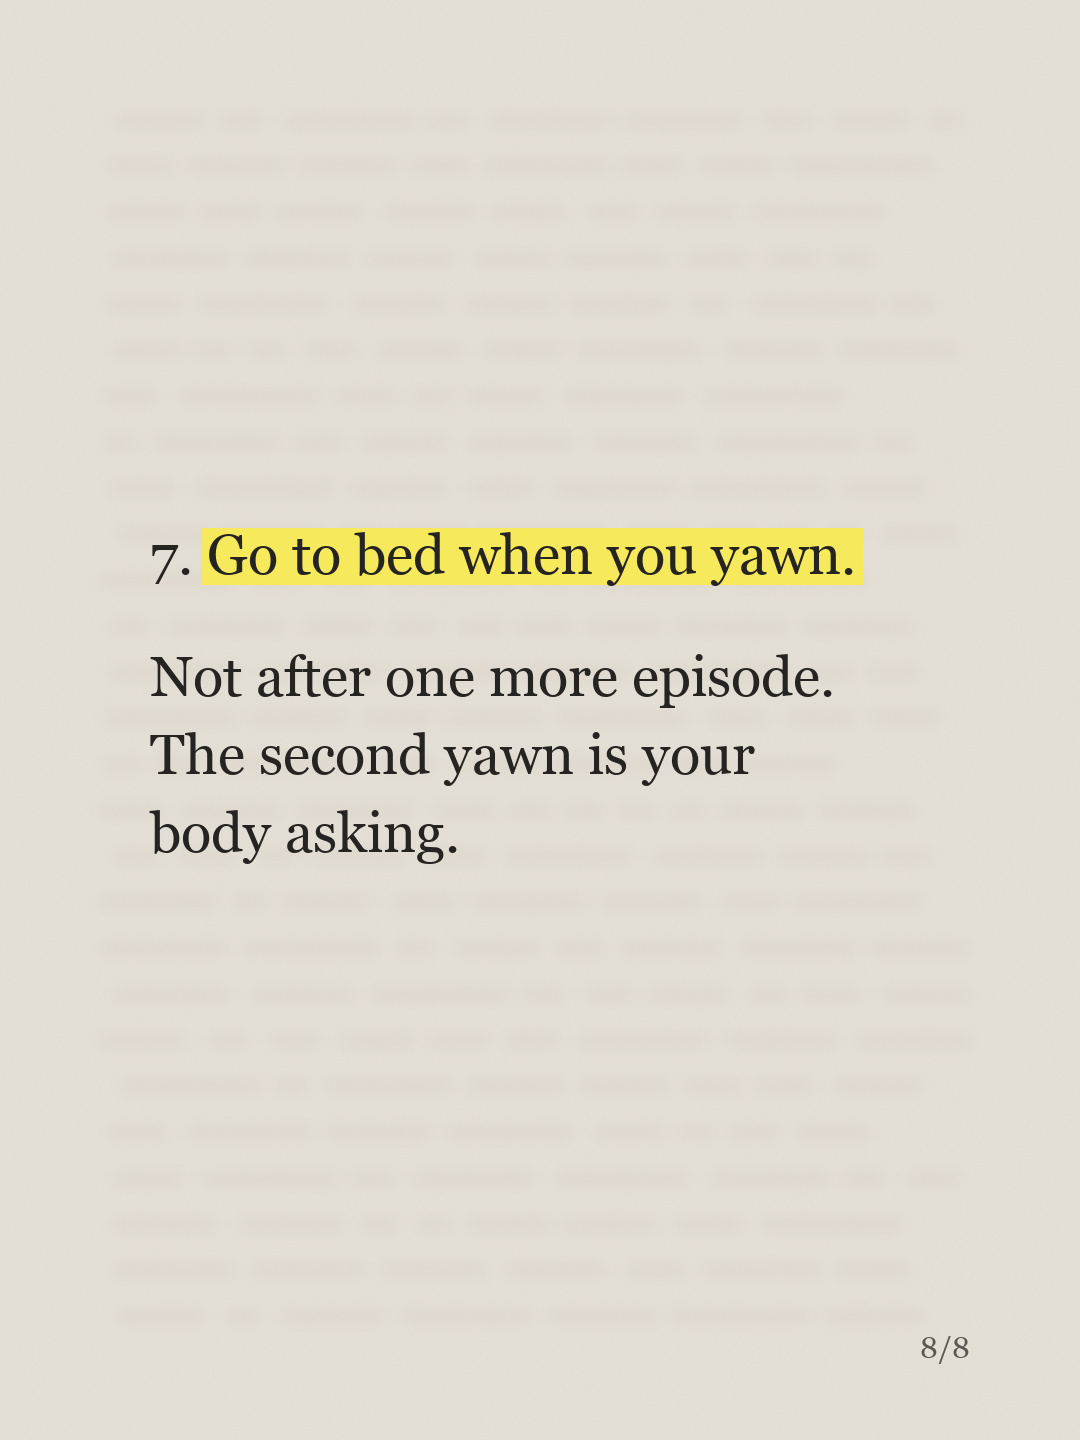 7. Go to bed when you yawn.
Not after one more episode.
The second yawn is your
body asking.
8/8